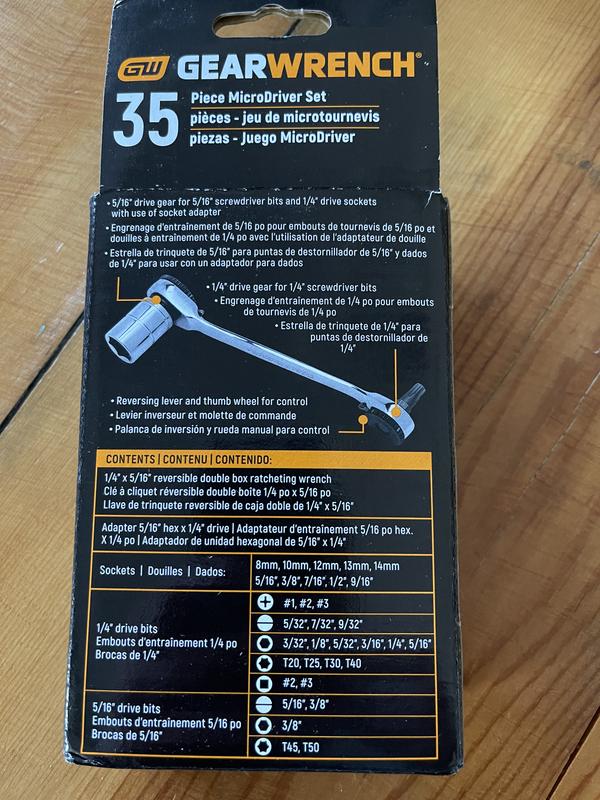 GW GEARWRENCH®
35 Piece MicroDriver Set
pièces - jeu de microtournevis
piezas - Juego MicroDriver
• 5/16" drive gear for 5/16" screwdriver bits and 1/4" drive sockets
with use of socket adapter
• Engrenage d'entraînement de 5/16 po pour embouts de tournevis de 5/16 po et
douilles à entraînement de 1/4 po avec l'utilisation de l'adaptateur de douille
• Estrella de trinquete de 5/16" para puntas de destornillador de 5/16" y dados
de 1/4" para usar con un adaptador para dados
• 1/4" drive gear for 1/4" screwdriver bits
• Engrenage d'entraînement de 1/4 po pour embouts
de tournevis de 1/4 po
• Estrella de trinquete de 1/4" para
puntas de destornillador de
1/4"
• Reversing lever and thumb wheel for control
• Levier inverseur et molette de commande
• Palanca de inversión y rueda manual para control
CONTENTS | CONTENU | CONTENIDO:
1/4" x 5/16" reversible double box ratcheting wrench
Clé à cliquet réversible double boîte 1/4 po x 5/16 po
Llave de trinquete reversible de caja doble de 1/4" x 5/16"
Adapter 5/16" hex x 1/4" drive | Adaptateur d'entraînement 5/16 po hex.
X 1/4 po | Adaptador de unidad hexagonal de 5/16" x 1/4"
Sockets | Douilles | Dados:
8mm, 10mm, 12mm, 13mm, 14mm
5/16", 3/8", 7/16", 1/2", 9/16"
1/4" drive bits
Embouts d'entraînement 1/4 po
Brocas de 1/4"
#1, #2, #3
5/32", 7/32", 9/32"
3/32", 1/8", 5/32", 3/16", 1/4", 5/16"
T20, T25, T30, T40
#2, #3
5/16" drive bits
Embouts d'entraînement 5/16 po
Brocas de 5/16"
5/16", 3/8"
3/8"
T45, T50